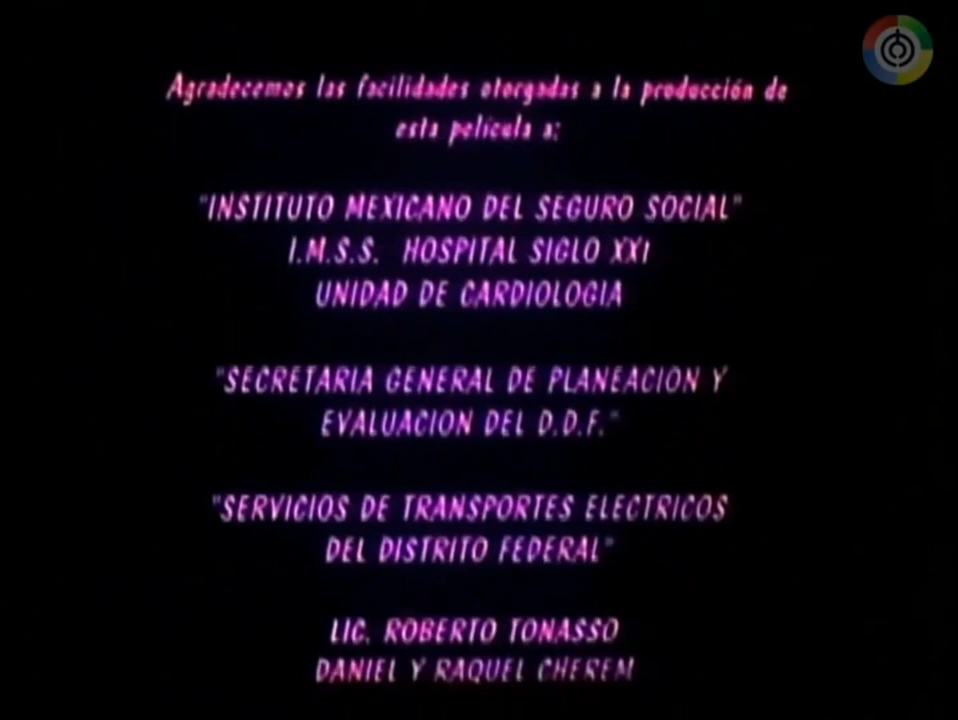 Agradecemos las facilidades otorgadas a la producción de
esta película a:
"INSTITUTO MEXICANO DEL SEGURO SOCIAL"
I.M.S.S. HOSPITAL SIGLO XXI
UNIDAD DE CARDIOLOGIA
"SECRETARIA GENERAL DE PLANEACION Y
EVALUACION DEL D.D.F."
"SERVICIOS DE TRANSPORTES ELECTRICOS
DEL DISTRITO FEDERAL"
LIC. ROBERTO TONASSO
DANIEL Y RAQUEL CHEREM